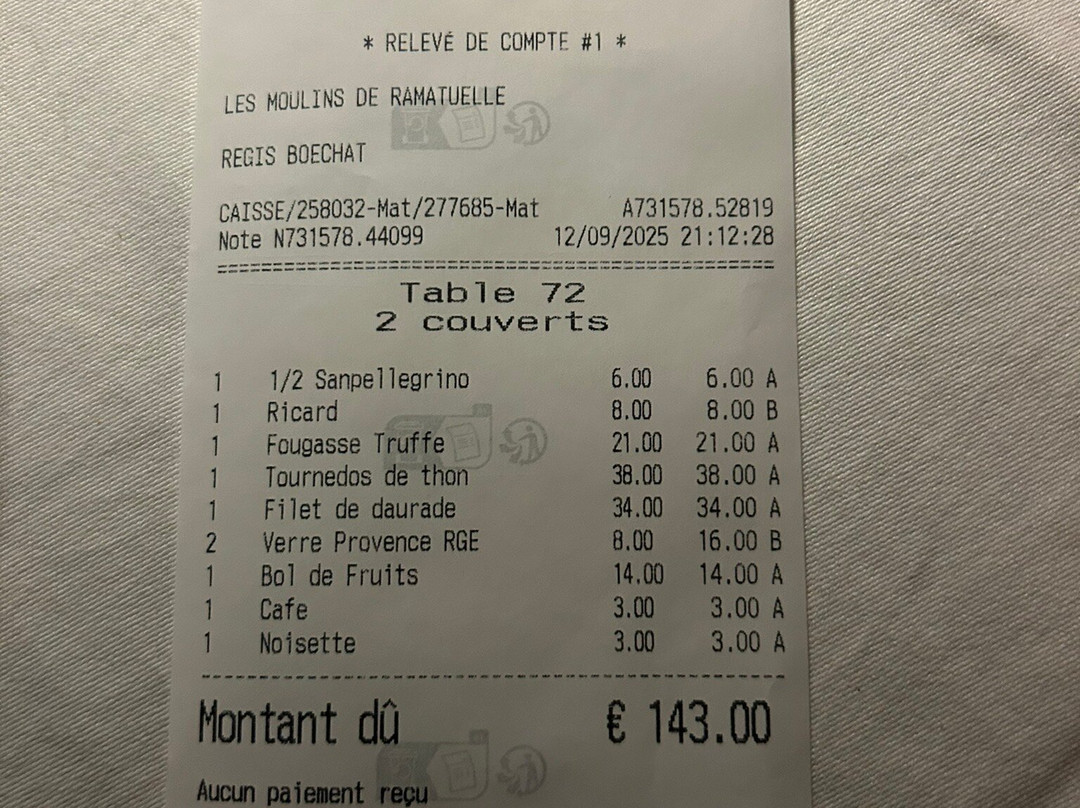 * RELEVÉ DE COMPTE #1 *
LES MOULINS DE RAMATUELLE
REGIS BOECHAT
CAISSE/258032-Mat/277685-Mat A731578.52819
Note N731578.44099 12/09/2025 21:12:28
Table 72
2 couverts
1 1/2 Sanpellegrino 6.00 6.00 A
1 Ricard 8.00 8.00 B
1 Fougasse Truffe 21.00 21.00 A
1 Tournedos de thon 38.00 38.00 A
1 Filet de daurade 34.00 34.00 A
2 Verre Provence RGE 8.00 16.00 B
1 Bol de Fruits 14.00 14.00 A
1 Cafe 3.00 3.00 A
1 Noisette 3.00 3.00 A
Montant dû € 143.00
Aucun paiement reçu